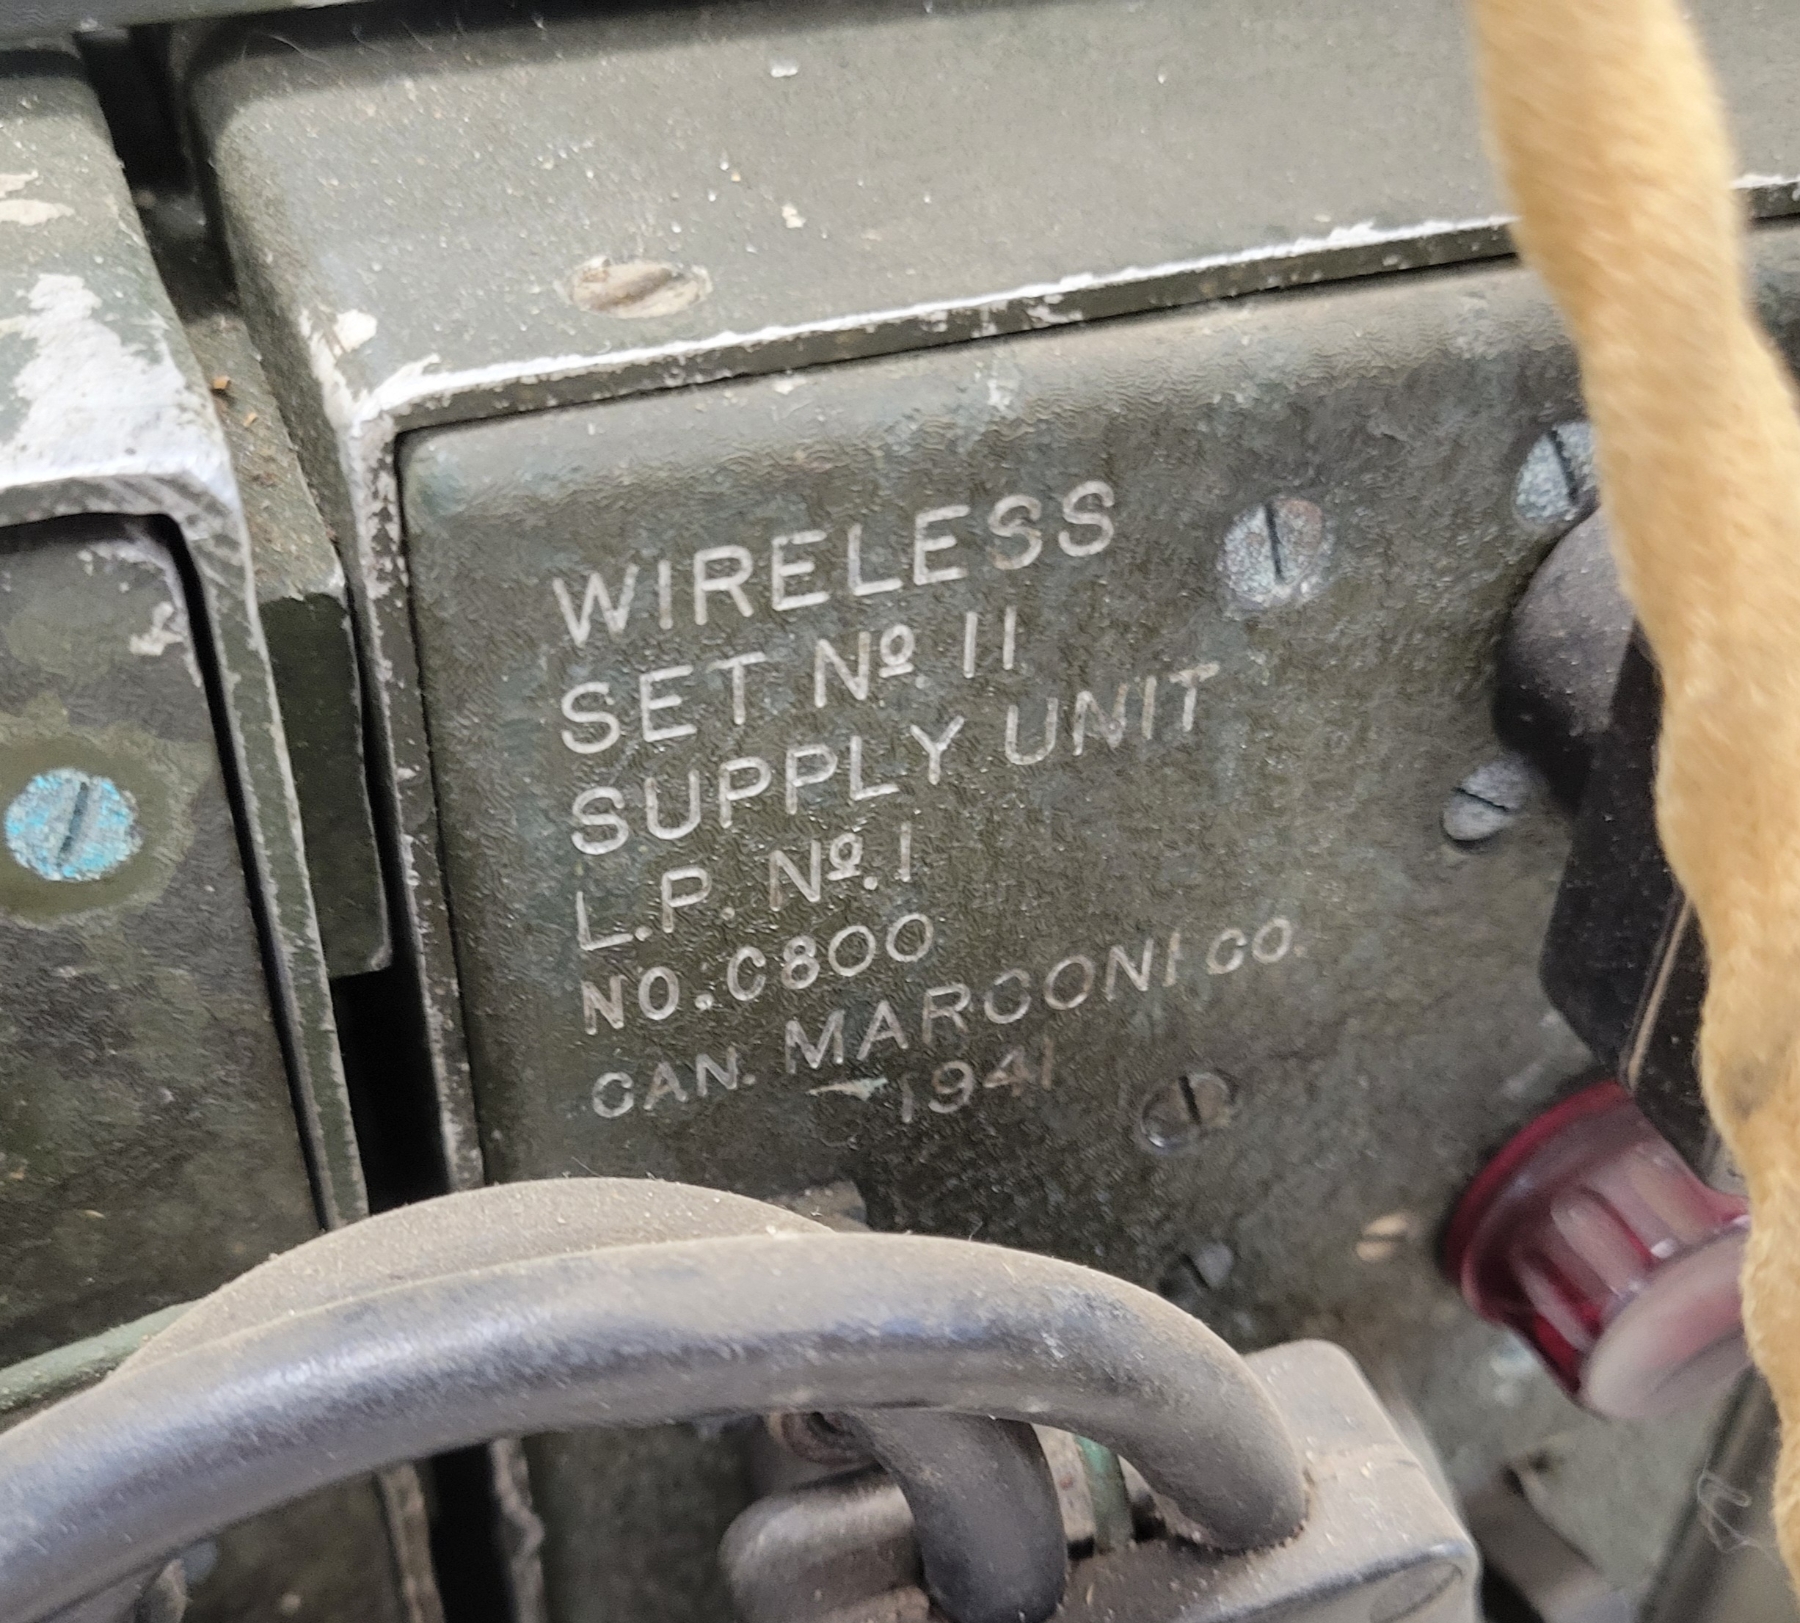 WIRELESS
SET Nº. 11
SUPPLY UNIT
L.P. Nº. 1
NO. C800
CAN. MARCONI CO.
1941